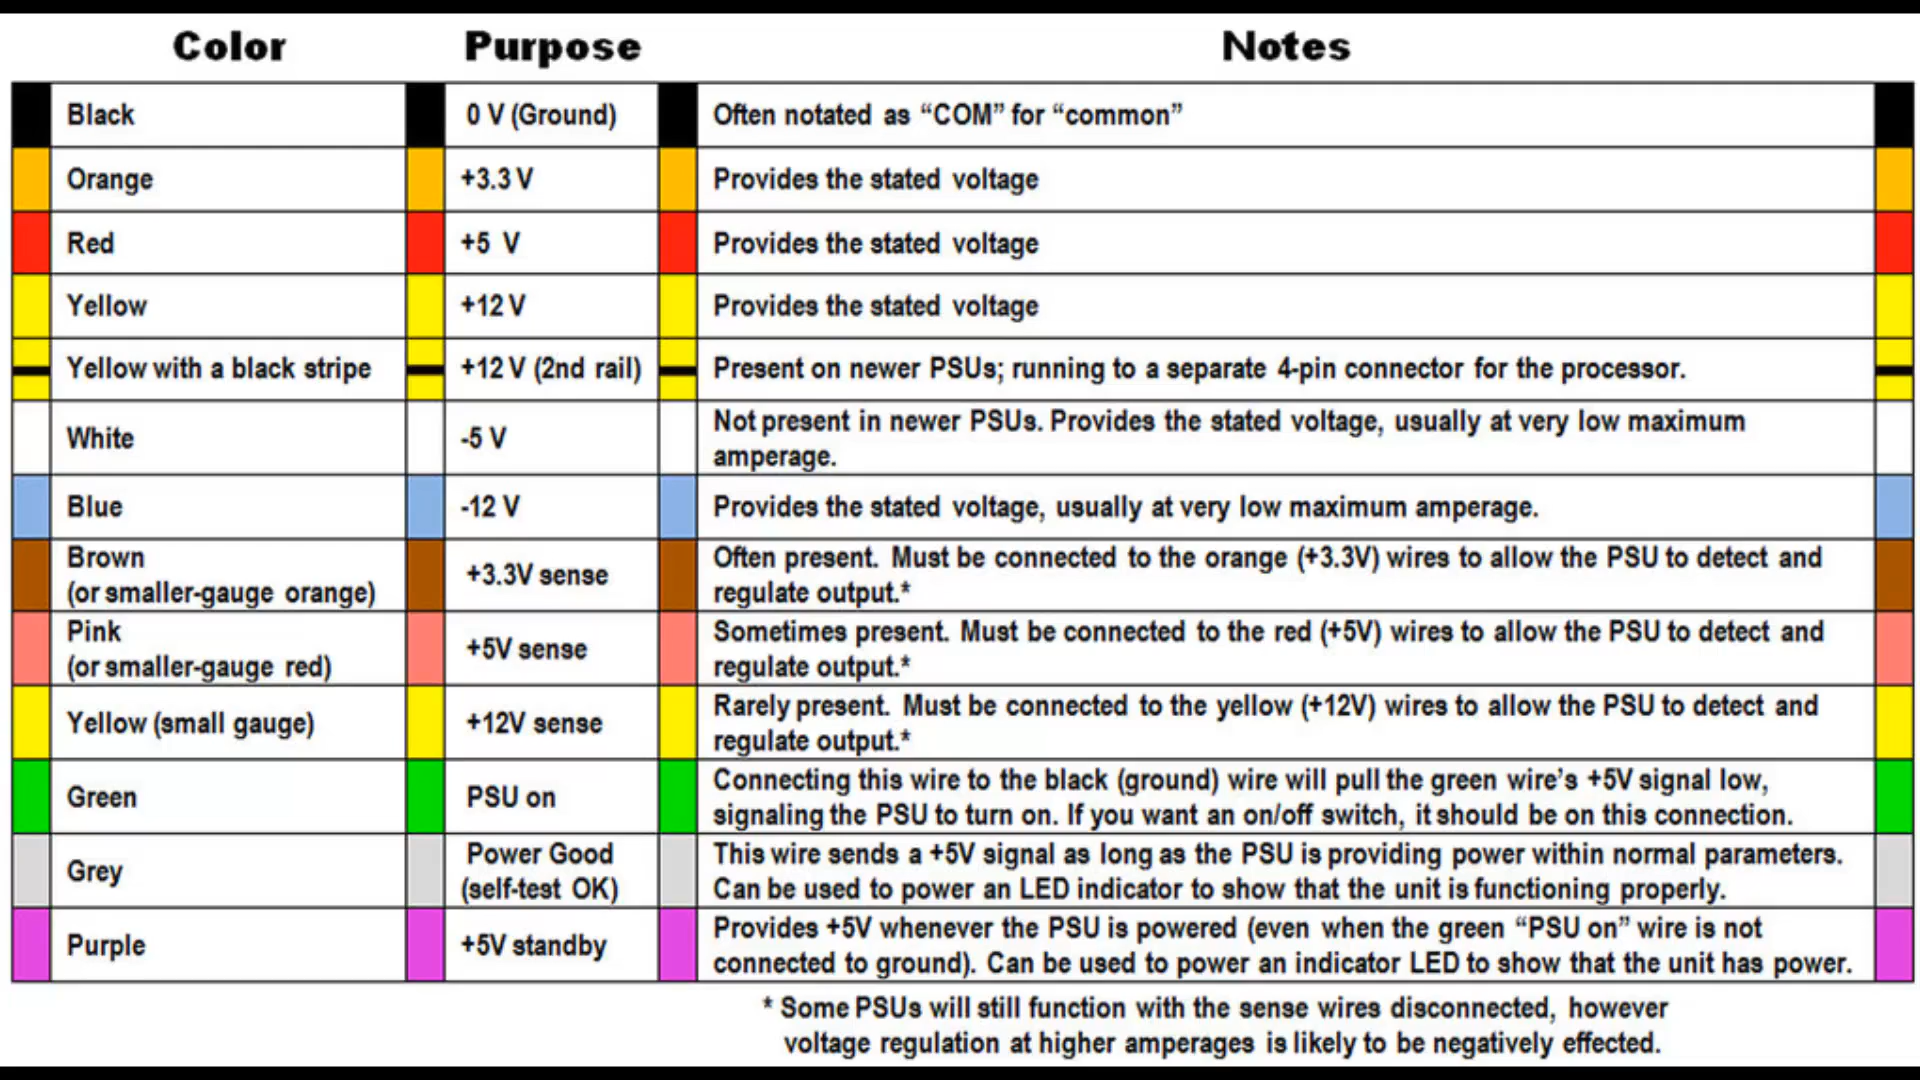 Color Purpose Notes
Black 0 V (Ground) Often notated as “COM” for “common”
Orange +3.3 V Provides the stated voltage
Red +5 V Provides the stated voltage
Yellow +12 V Provides the stated voltage
Yellow with a black stripe +12 V (2nd rail) Present on newer PSUs; running to a separate 4-pin connector for the processor.
White -5 V Not present in newer PSUs. Provides the stated voltage, usually at very low maximum
amperage.
Blue -12 V Provides the stated voltage, usually at very low maximum amperage.
Brown
(or smaller-gauge orange) +3.3V sense Often present. Must be connected to the orange (+3.3V) wires to allow the PSU to detect and
regulate output.*
Pink
(or smaller-gauge red) +5V sense Sometimes present. Must be connected to the red (+5V) wires to allow the PSU to detect and
regulate output.*
Yellow (small gauge) +12V sense Rarely present. Must be connected to the yellow (+12V) wires to allow the PSU to detect and
regulate output.*
Green PSU on Connecting this wire to the black (ground) wire will pull the green wire’s +5V signal low,
signaling the PSU to turn on. If you want an on/off switch, it should be on this connection.
Grey Power Good
(self-test OK) This wire sends a +5V signal as long as the PSU is providing power within normal parameters.
Can be used to power an LED indicator to show that the unit is functioning properly.
Purple +5V standby Provides +5V whenever the PSU is powered (even when the green “PSU on” wire is not
connected to ground). Can be used to power an indicator LED to show that the unit has power.
* Some PSUs will still function with the sense wires disconnected, however
voltage regulation at higher amperages is likely to be negatively effected.